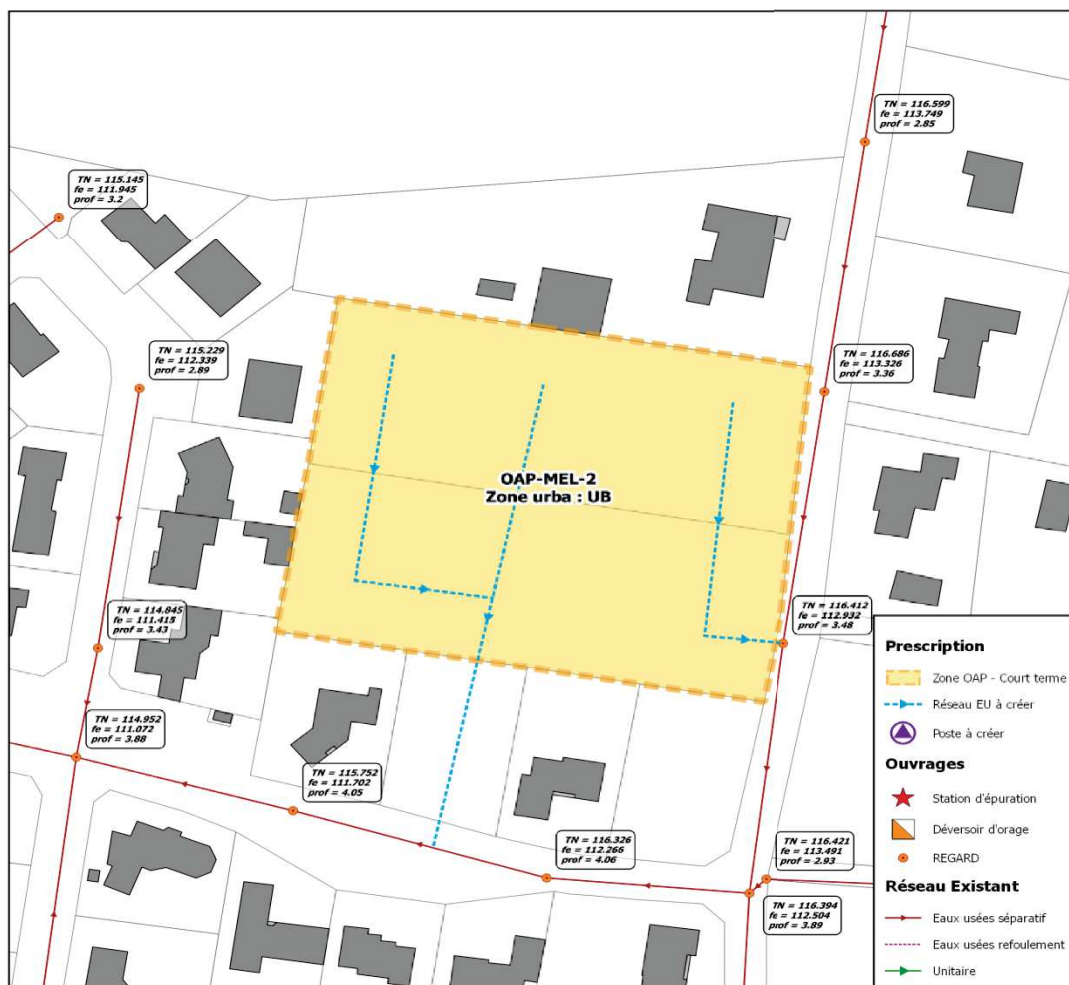 TN = 116.599
fe = 113.749
prof = 2.85
TN = 115.145
fe = 111.945
prof = 3.2
TN = 115.229
fe = 112.339
prof = 2.89
TN = 116.686
fe = 113.326
prof = 3.36
OAP-MEL-2
Zone urba : UB
TN = 114.845
fe = 111.415
prof = 3.43
TN = 116.412
fe = 112.932
prof = 3.48
TN = 114.952
fe = 111.072
prof = 3.88
TN = 115.752
fe = 111.702
prof = 4.05
TN = 116.326
fe = 112.266
prof = 4.06
TN = 116.421
fe = 113.491
prof = 2.93
TN = 116.394
fe = 112.504
prof = 3.89
Prescription
Zone OAP - Court terme
Réseau EU à créer
Poste à créer
Ouvrages
Station d'épuration
Déversoir d'orage
REGARD
Réseau Existant
Eaux usées séparatif
Eaux usées refoulement
Unitaire